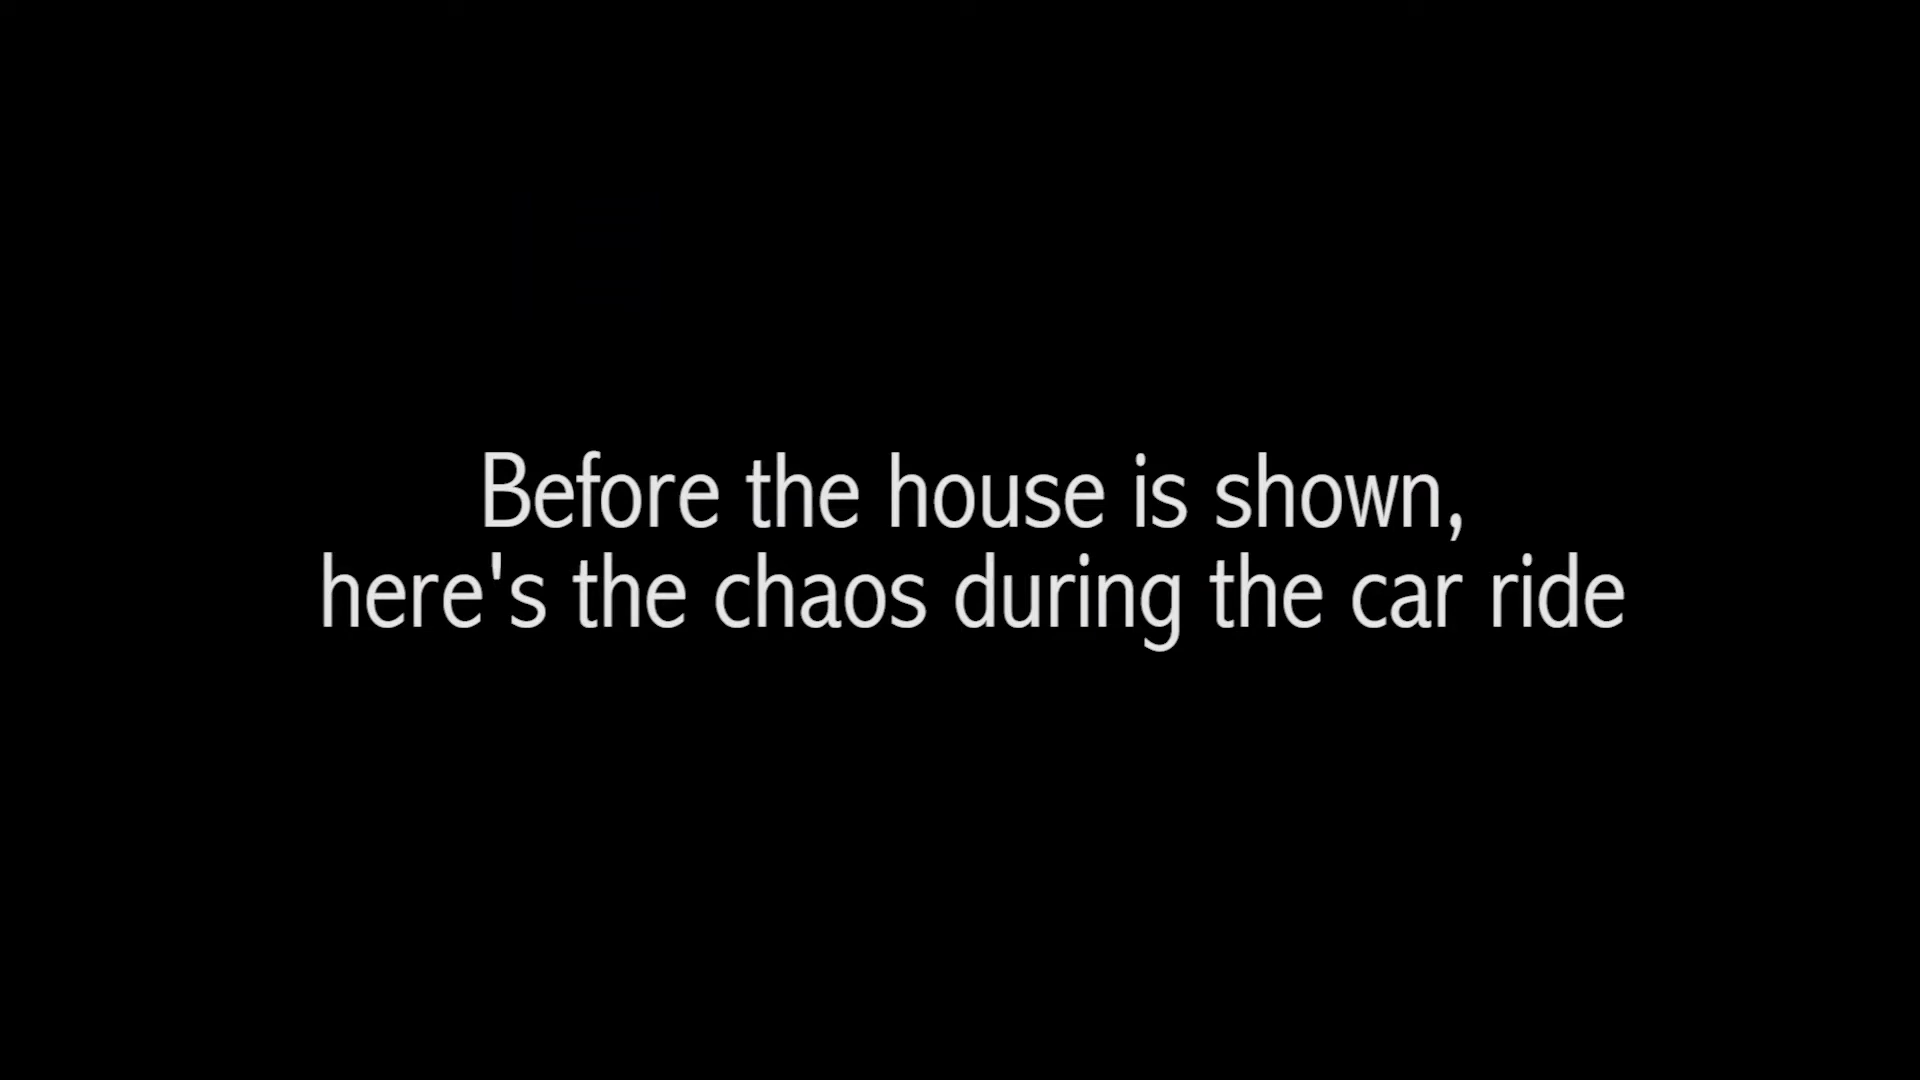 Before the house is shown,
here's the chaos during the car ride